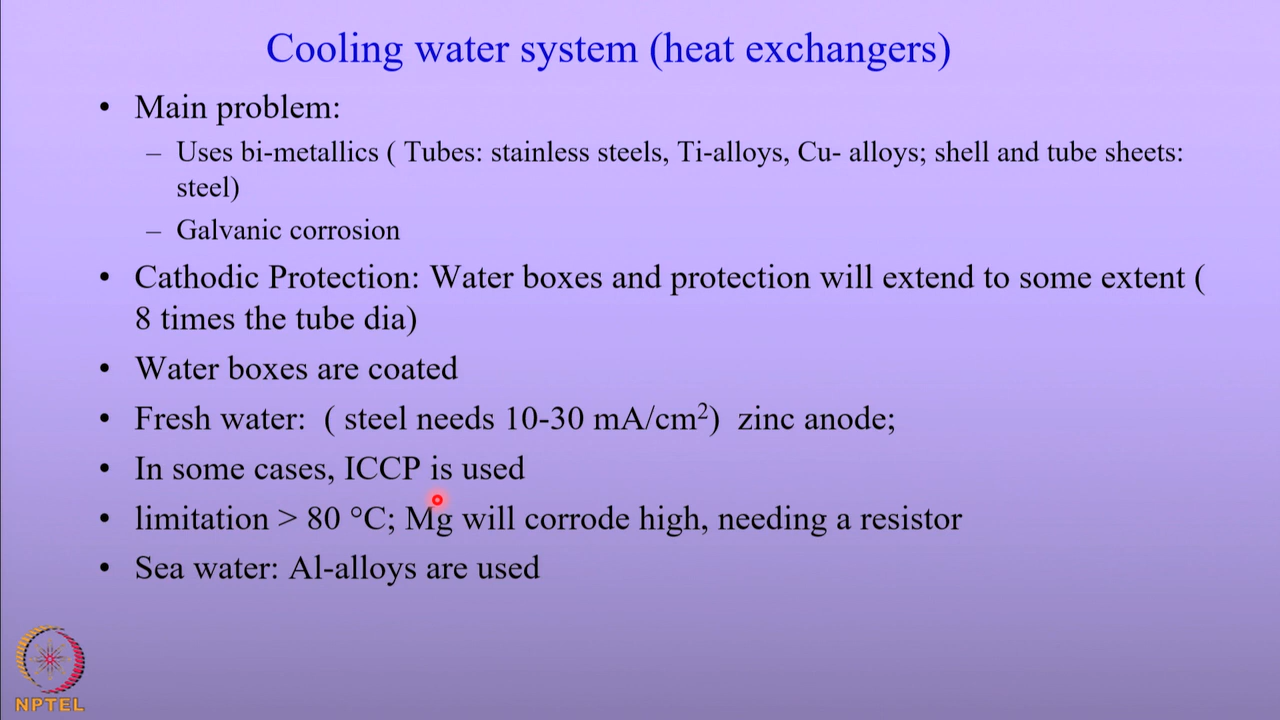 Cooling water system (heat exchangers)
• Main problem:
– Uses bi-metallics ( Tubes: stainless steels, Ti-alloys, Cu- alloys; shell and tube sheets:
steel)
– Galvanic corrosion
• Cathodic Protection: Water boxes and protection will extend to some extent (
8 times the tube dia)
• Water boxes are coated
• Fresh water: ( steel needs 10-30 mA/cm²) zinc anode;
• In some cases, ICCP is used
• limitation > 80 °C; Mg will corrode high, needing a resistor
• Sea water: Al-alloys are used
NPTEL